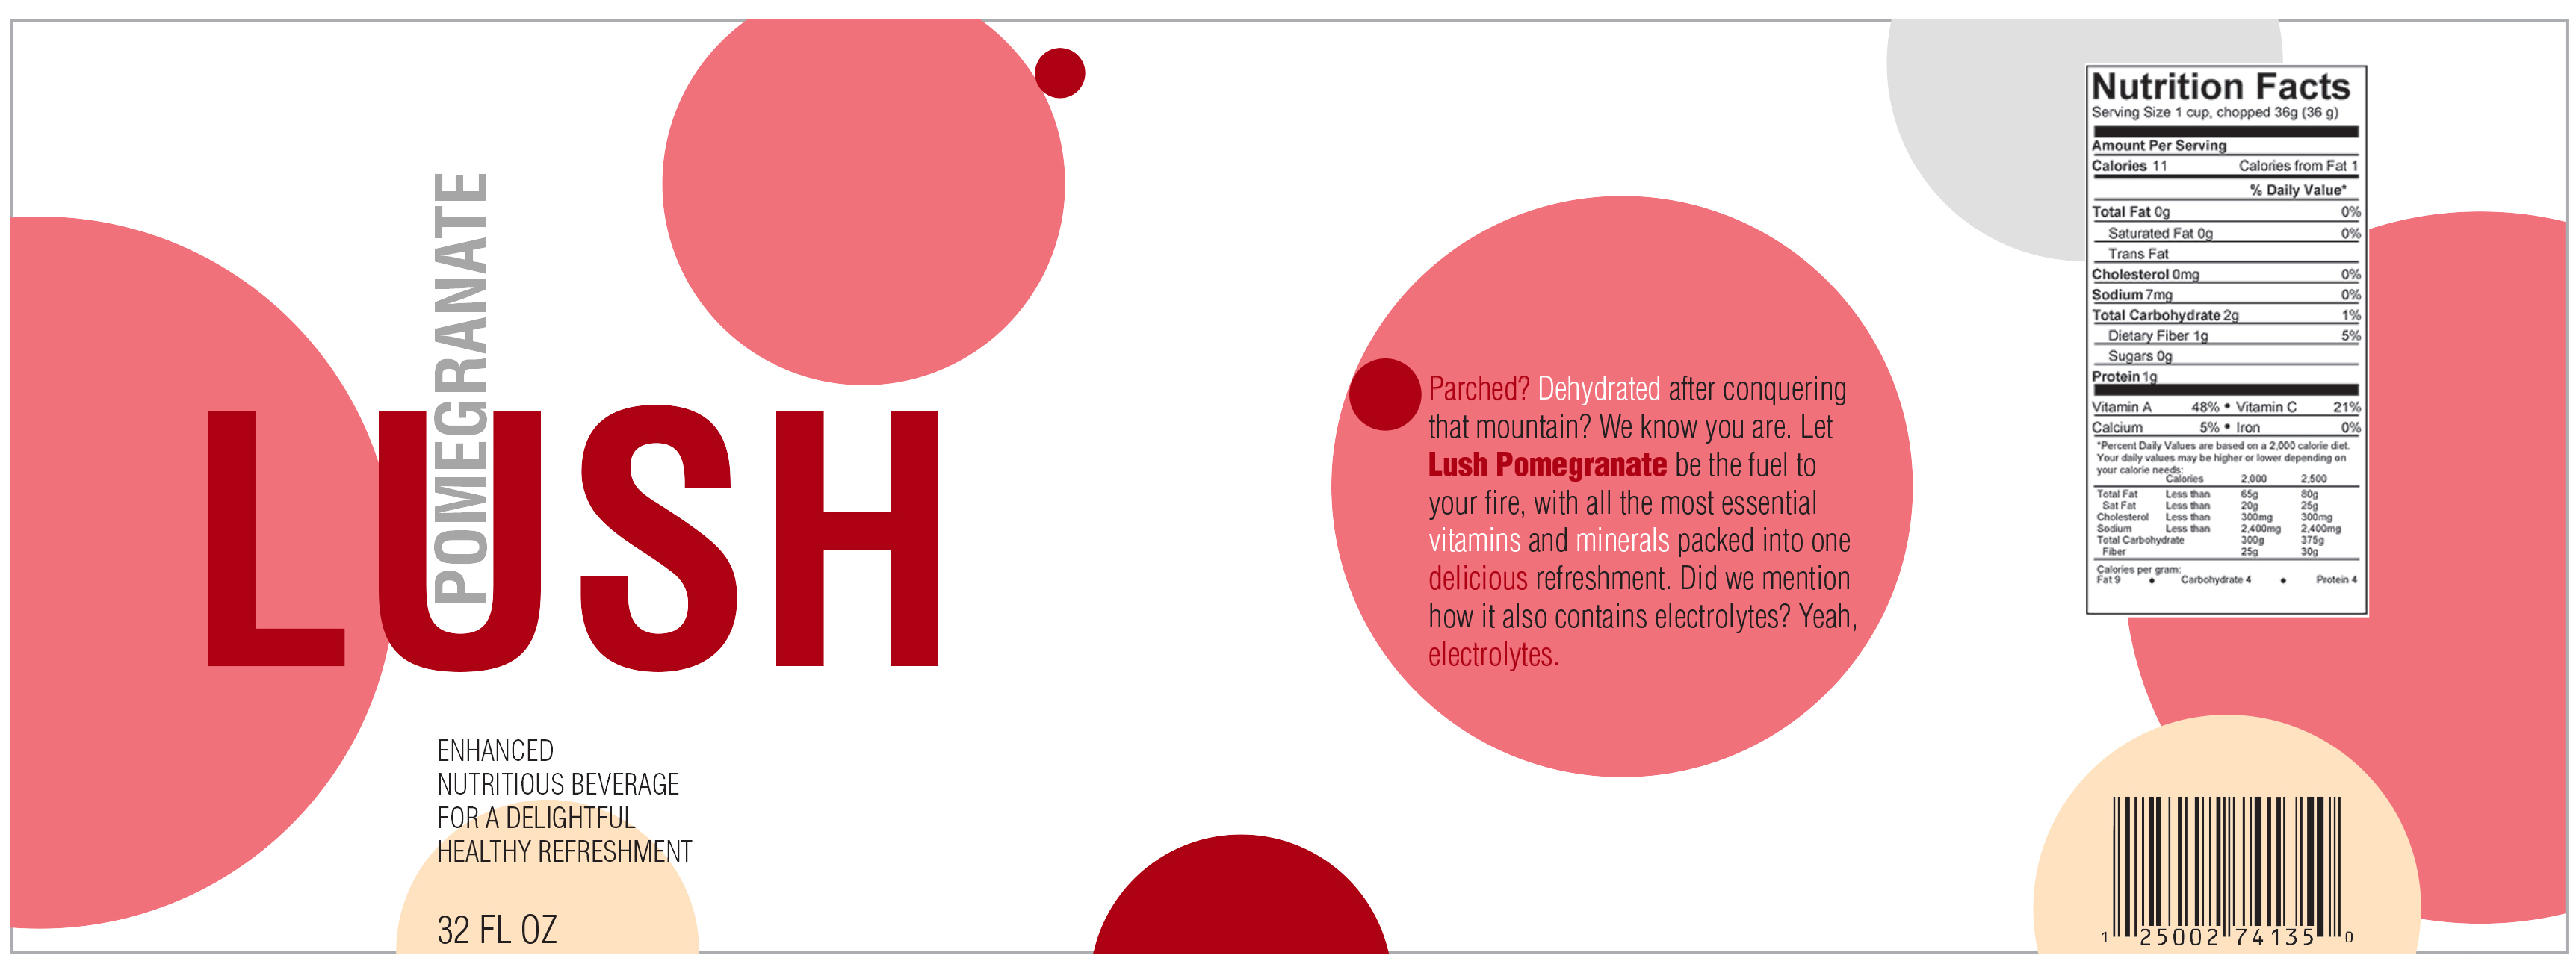 POMEGRANATE
LUSH
ENHANCED
NUTRITIOUS BEVERAGE
FOR A DELIGHTFUL
HEALTHY REFRESHMENT
32 FL OZ
Parched? Dehydrated after conquering
that mountain? We know you are. Let
Lush Pomegranate be the fuel to
your fire, with all the most essential
vitamins and minerals packed into one
delicious refreshment. Did we mention
how it also contains electrolytes? Yeah,
electrolytes.
Nutrition Facts
Serving Size 1 cup, chopped 36g (36 g)
Amount Per Serving
Calories 11 Calories from Fat 1
% Daily Value*
Total Fat 0g 0%
Saturated Fat 0g 0%
Trans Fat
Cholesterol 0mg 0%
Sodium 7mg 0%
Total Carbohydrate 2g 1%
Dietary Fiber 1g 5%
Sugars 0g
Protein 1g
Vitamin A 48% • Vitamin C 21%
Calcium 5% • Iron 0%
*Percent Daily Values are based on a 2,000 calorie diet.
Your daily values may be higher or lower depending on
your calorie needs:
Calories 2,000 2,500
Total Fat Less than 65g 80g
Sat Fat Less than 20g 25g
Cholesterol Less than 300mg 300mg
Sodium Less than 2,400mg 2,400mg
Total Carbohydrate 300g 375g
Fiber 25g 30g
Calories per gram:
Fat 9 • Carbohydrate 4 • Protein 4
1 25002 74135 0